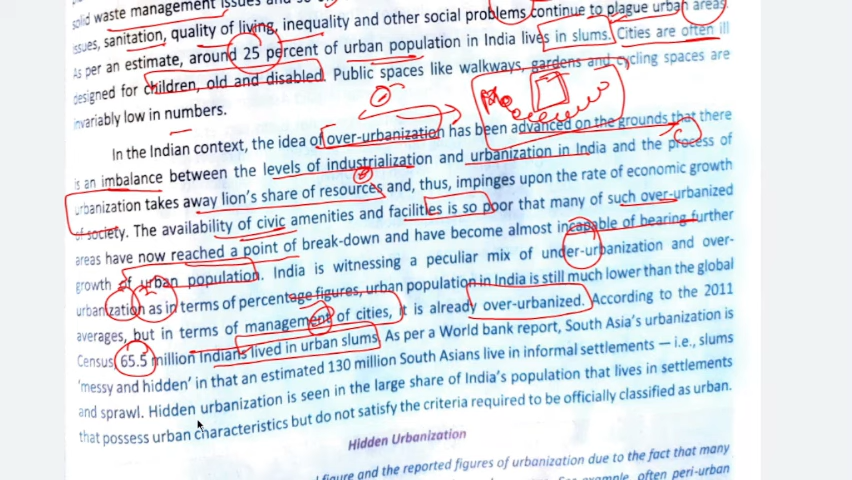 solid waste management issues and
issues, sanitation, quality of living, inequality and other social problems continue to plague urban areas.
As per an estimate, around 25 percent of urban population in India lives in slums. Cities are often ill
designed for children, old and disabled. Public spaces like walkways, gardens and cycling spaces are
invariably low in numbers.
In the Indian context, the idea of over-urbanization has been advanced on the grounds that there
is an imbalance between the levels of industrialization and urbanization in India and the process of
urbanization takes away lion's share of resources and, thus, impinges upon the rate of economic growth
of society. The availability of civic amenities and facilities is so poor that many of such over-urbanized
areas have now reached a point of break-down and have become almost incapable of bearing further
growth of urban population. India is witnessing a peculiar mix of under-urbanization and over-
urbanization as in terms of percentage figures, urban population in India is still much lower than the global
averages, but in terms of management of cities, it is already over-urbanized. According to the 2011
Census, 65.5 million Indians lived in urban slums. As per a World bank report, South Asia's urbanization is
'messy and hidden' in that an estimated 130 million South Asians live in informal settlements — i.e., slums
and sprawl. Hidden urbanization is seen in the large share of India's population that lives in settlements
that possess urban characteristics but do not satisfy the criteria required to be officially classified as urban.
Hidden Urbanization
figure and the reported figures of urbanization due to the fact that many
example, often peri-urban